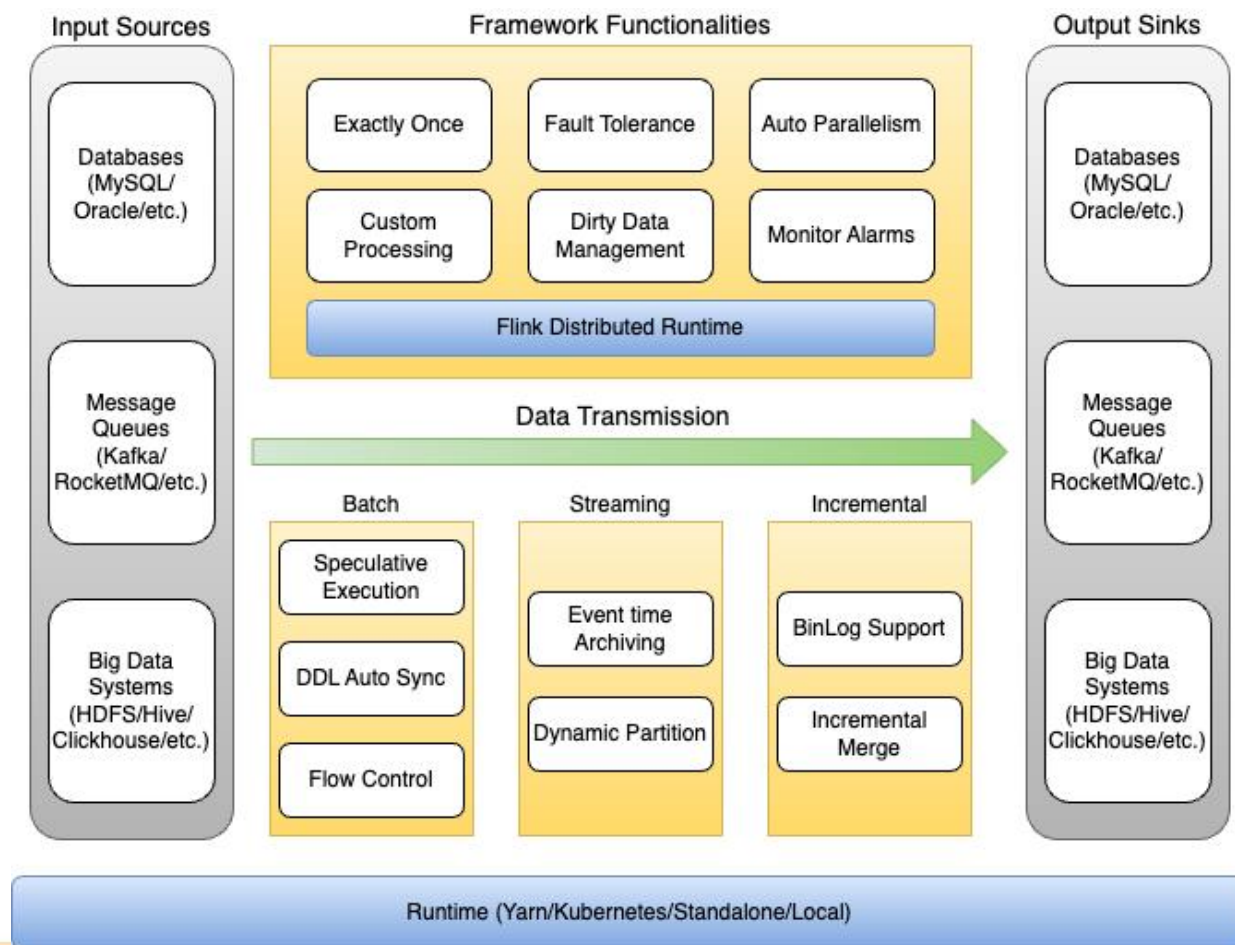 Input Sources
Databases
(MySQL/
Oracle/etc.)
Message
Queues
(Kafka/
RocketMQ/etc.)
Big Data
Systems
(HDFS/Hive/
Clickhouse/etc.)
Framework Functionalities
Exactly Once
Fault Tolerance
Auto Parallelism
Custom
Processing
Dirty Data
Management
Monitor Alarms
Flink Distributed Runtime
Data Transmission
Batch
Speculative
Execution
DDL Auto Sync
Flow Control
Streaming
Event time
Archiving
Dynamic Partition
Incremental
BinLog Support
Incremental
Merge
Output Sinks
Databases
(MySQL/
Oracle/etc.)
Message
Queues
(Kafka/
RocketMQ/etc.)
Big Data
Systems
(HDFS/Hive/
Clickhouse/etc.)
Runtime (Yarn/Kubernetes/Standalone/Local)